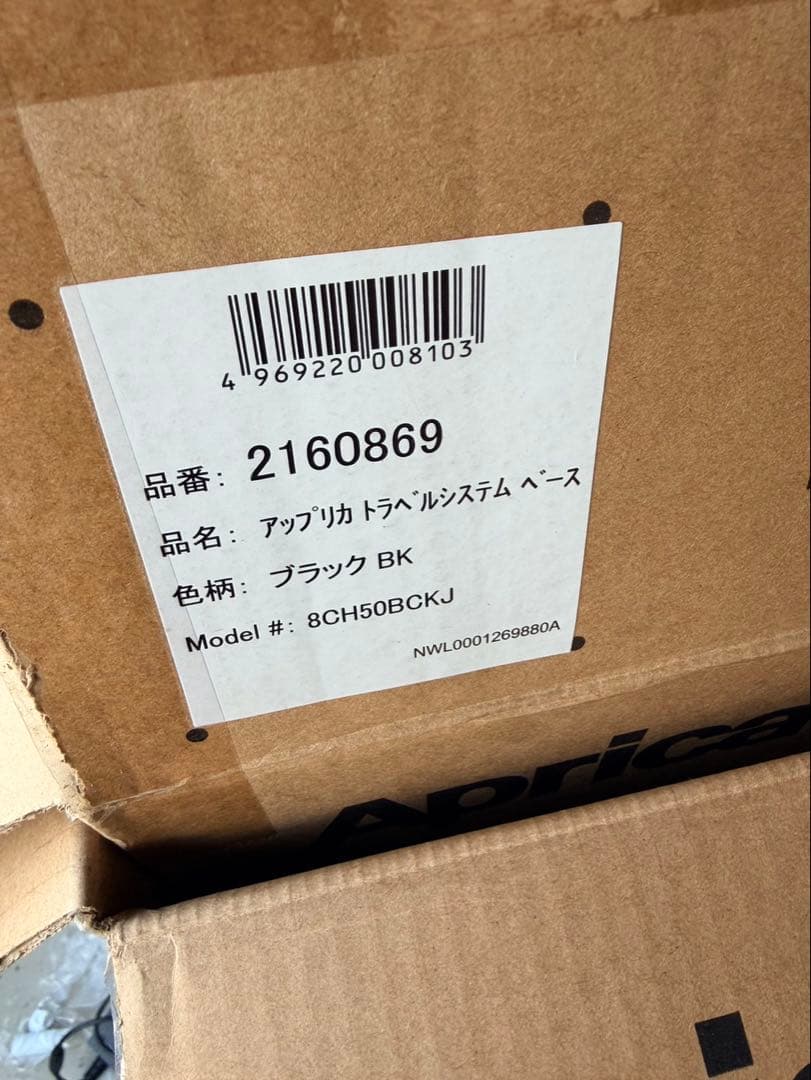 4 969220 008103
品番: 2160869
品名: アップリカ トラベルシステム ベース
色柄: ブラック BK
Model #: 8CH50BCKJ
NWL0001269880A
Aprica